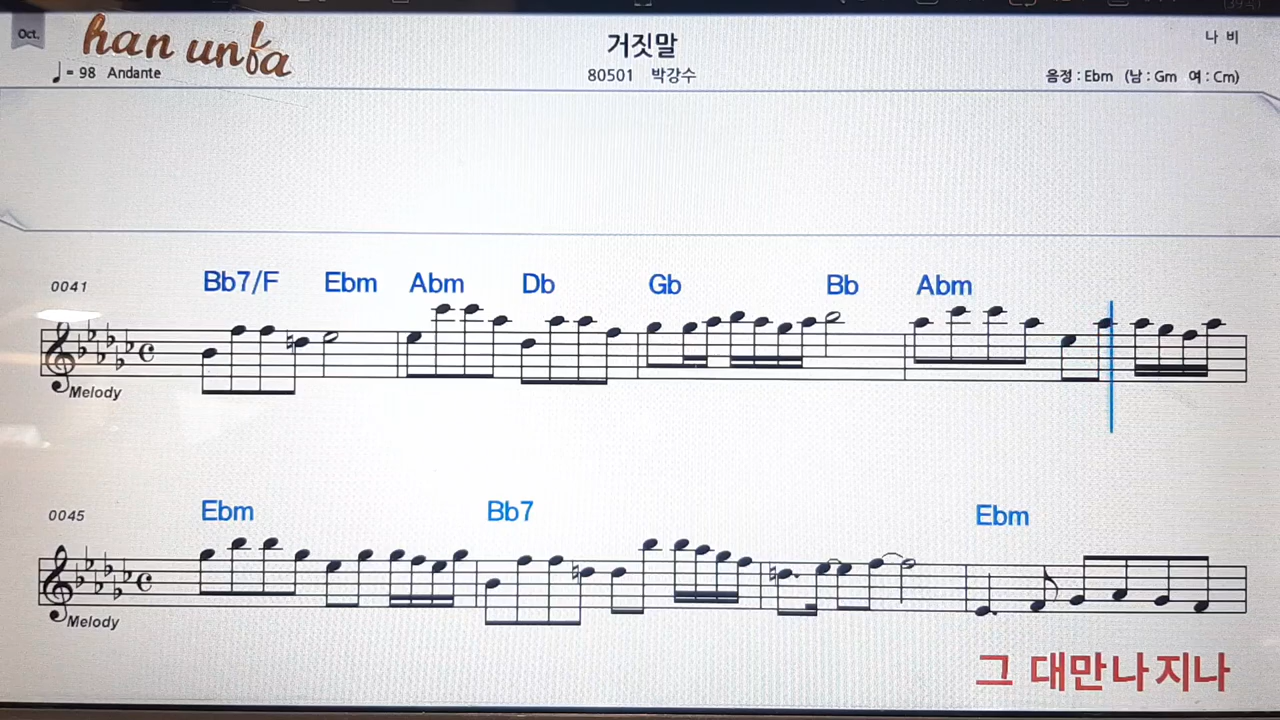 Oct.
han unfa
거짓말
나 비
♩= 98 Andante
80501 박강수
음정 : Ebm (남 : Gm 여 : Cm)
0041
Bb7/F Ebm Abm Db Gb Bb Abm
Melody
0045
Ebm Bb7 Ebm
Melody
그 대만나지나